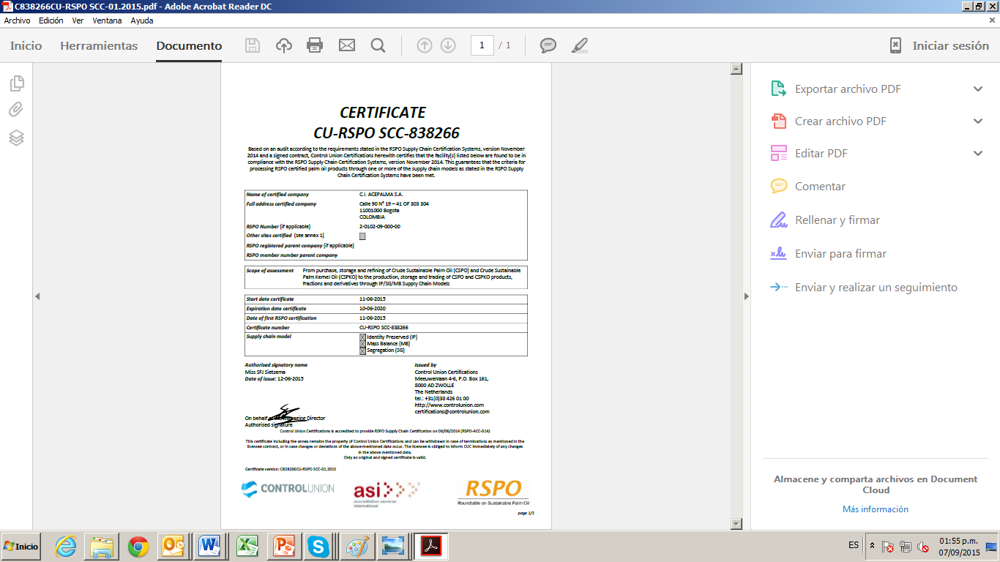 C838266CU-RSPO SCC-01.2015.pdf - Adobe Acrobat Reader DC
Archivo Edición Ver Ventana Ayuda
Inicio Herramientas Documento 1 / 1 Iniciar sesión
CERTIFICATE
CU-RSPO SCC-838266
Based on an audit according to the requirements stated in the RSPO Supply Chain Certification Systems, version November
2014 and a signed contract, Control Union Certifications herewith certifies that the facility(s) listed below are found to be in
compliance with the RSPO Supply Chain Certification Systems, version November 2014. This guarantees that the criteria for
processing RSPO certified palm oil products through one or more of the supply chain models as stated in the RSPO Supply
Chain Certification Systems have been met.
Name of certified company C.I. ACEPALMA S.A.
Full address certified company Calle 90 N° 19 – 41 OF 303 304
11001000 Bogota
COLOMBIA
RSPO Number (if applicable) 2-0102-09-000-00
Other sites certified (see annex 1)
RSPO registered parent company (if applicable)
RSPO member number parent company
Scope of assessment From purchase, storage and refining of Crude Sustainable Palm Oil (CSPO) and Crude Sustainable
Palm Kernel Oil (CSPKO) to the production, storage and trading of CSPO and CSPKO products,
fractions and derivatives through IP/SG/MB Supply Chain Models
Start date certificate 11-06-2015
Expiration date certificate 10-06-2020
Date of first RSPO certification 11-06-2015
Certificate number CU-RSPO SCC-838266
Supply chain model Identity Preserved (IP)
Mass Balance (MB)
Segregation (SG)
Authorised signatory name
Miss SFJ Sietsema
Date of issue: 12-06-2015
On behalf of the Managing Director
Authorised signature
Issued by
Control Union Certifications
Meeuwenlaan 4-6, P.O. Box 161,
8000 AD ZWOLLE
The Netherlands
tel.: +31(0)38 426 01 00
http://www.controlunion.com
certifications@controlunion.com
Control Union Certifications is accredited to provide RSPO Supply Chain Certification on 06/06/2014 (RSPO-ACC-014)
This certificate including the annex remains the property of Control Union Certifications and can be withdrawn in case of terminations as mentioned in the
licensee contract, or in case changes or deviations of the above-mentioned data occur. The licensee is obliged to inform CUC immediately of any changes
in the above mentioned data.
Only an original and signed certificate is valid.
Certificate version: C838266CU-RSPO SCC-01.2015
CONTROLUNION
asi
accreditation services
international
RSPO
Roundtable on Sustainable Palm Oil
page 1/1
Exportar archivo PDF
Crear archivo PDF
Editar PDF
Comentar
Rellenar y firmar
Enviar para firmar
Enviar y realizar un seguimiento
Almacene y comparta archivos en Document
Cloud
Más información
Inicio
ES
01:55 p.m.
07/09/2015